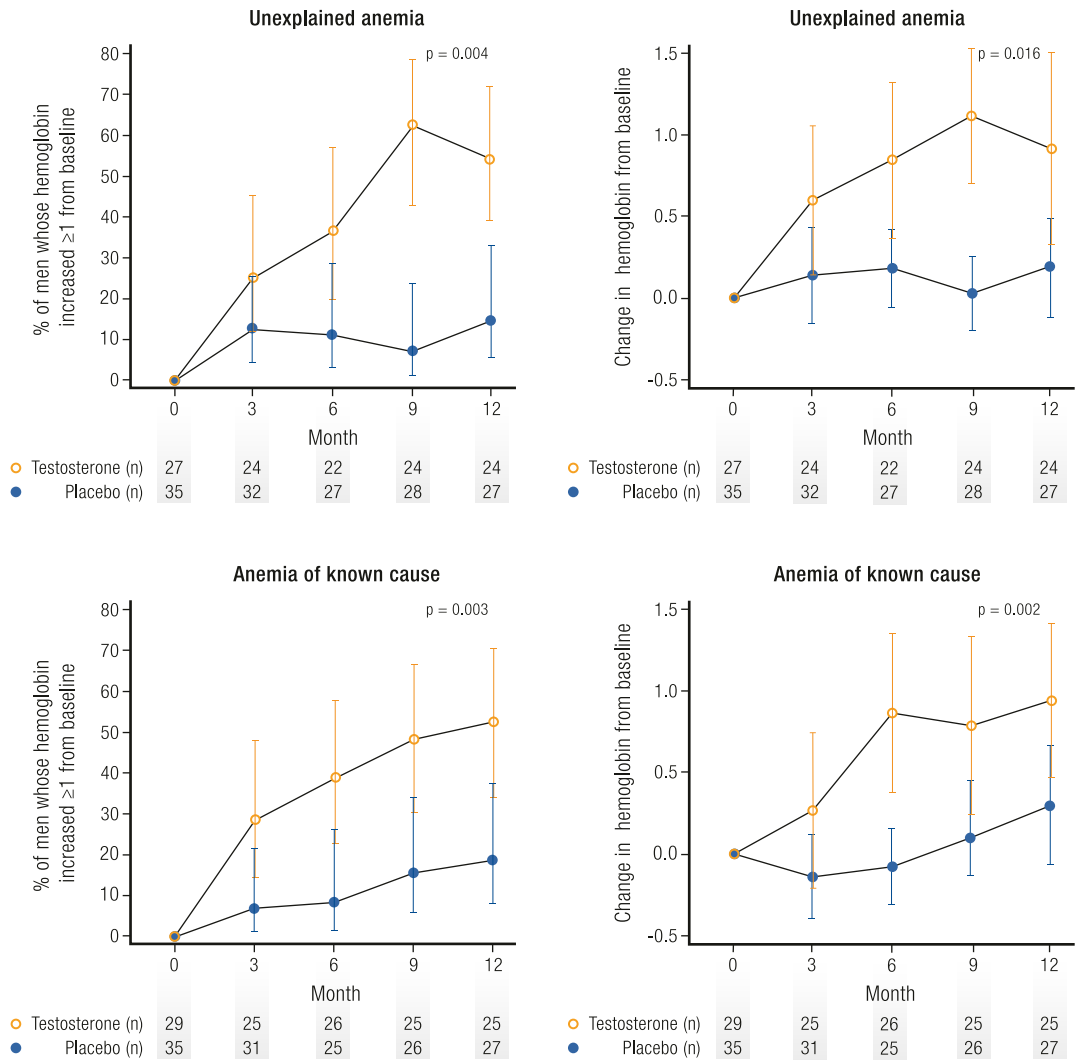 Unexplained anemia
% of men whose hemoglobin
increased ≥1 from baseline
p = 0.004
80
70
60
50
40
30
20
10
0
0 3 6 9 12
Month
Testosterone (n) 27 24 22 24 24
Placebo (n) 35 32 27 28 27
Unexplained anemia
Change in hemoglobin from baseline
p = 0.016
1.5
1.0
0.5
0.0
-0.5
0 3 6 9 12
Month
Testosterone (n) 27 24 22 24 24
Placebo (n) 35 32 27 28 27
Anemia of known cause
% of men whose hemoglobin
increased ≥1 from baseline
p = 0.003
80
70
60
50
40
30
20
10
0
0 3 6 9 12
Month
Testosterone (n) 29 25 26 25 25
Placebo (n) 35 31 25 26 27
Anemia of known cause
Change in hemoglobin from baseline
p = 0.002
1.5
1.0
0.5
0.0
-0.5
0 3 6 9 12
Month
Testosterone (n) 29 25 26 25 25
Placebo (n) 35 31 25 26 27